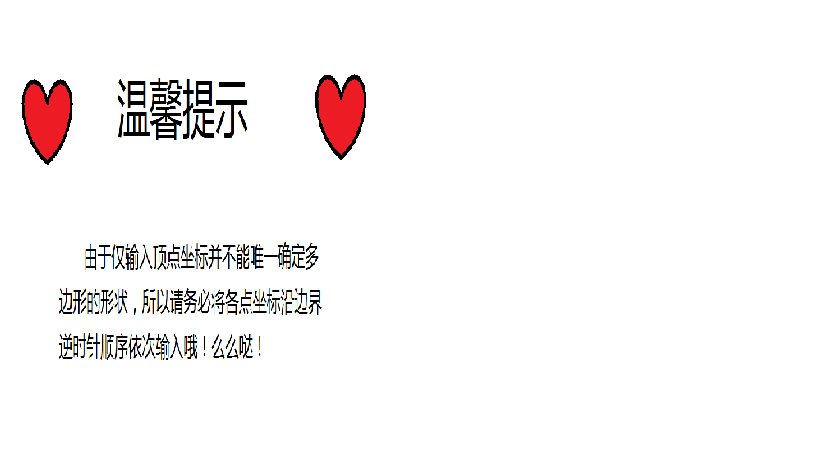 温馨提示
由于仅输入顶点坐标并不能唯一确定多
边形的形状，所以请务必将各点坐标沿边界
逆时针顺序依次输入哦！么么哒！